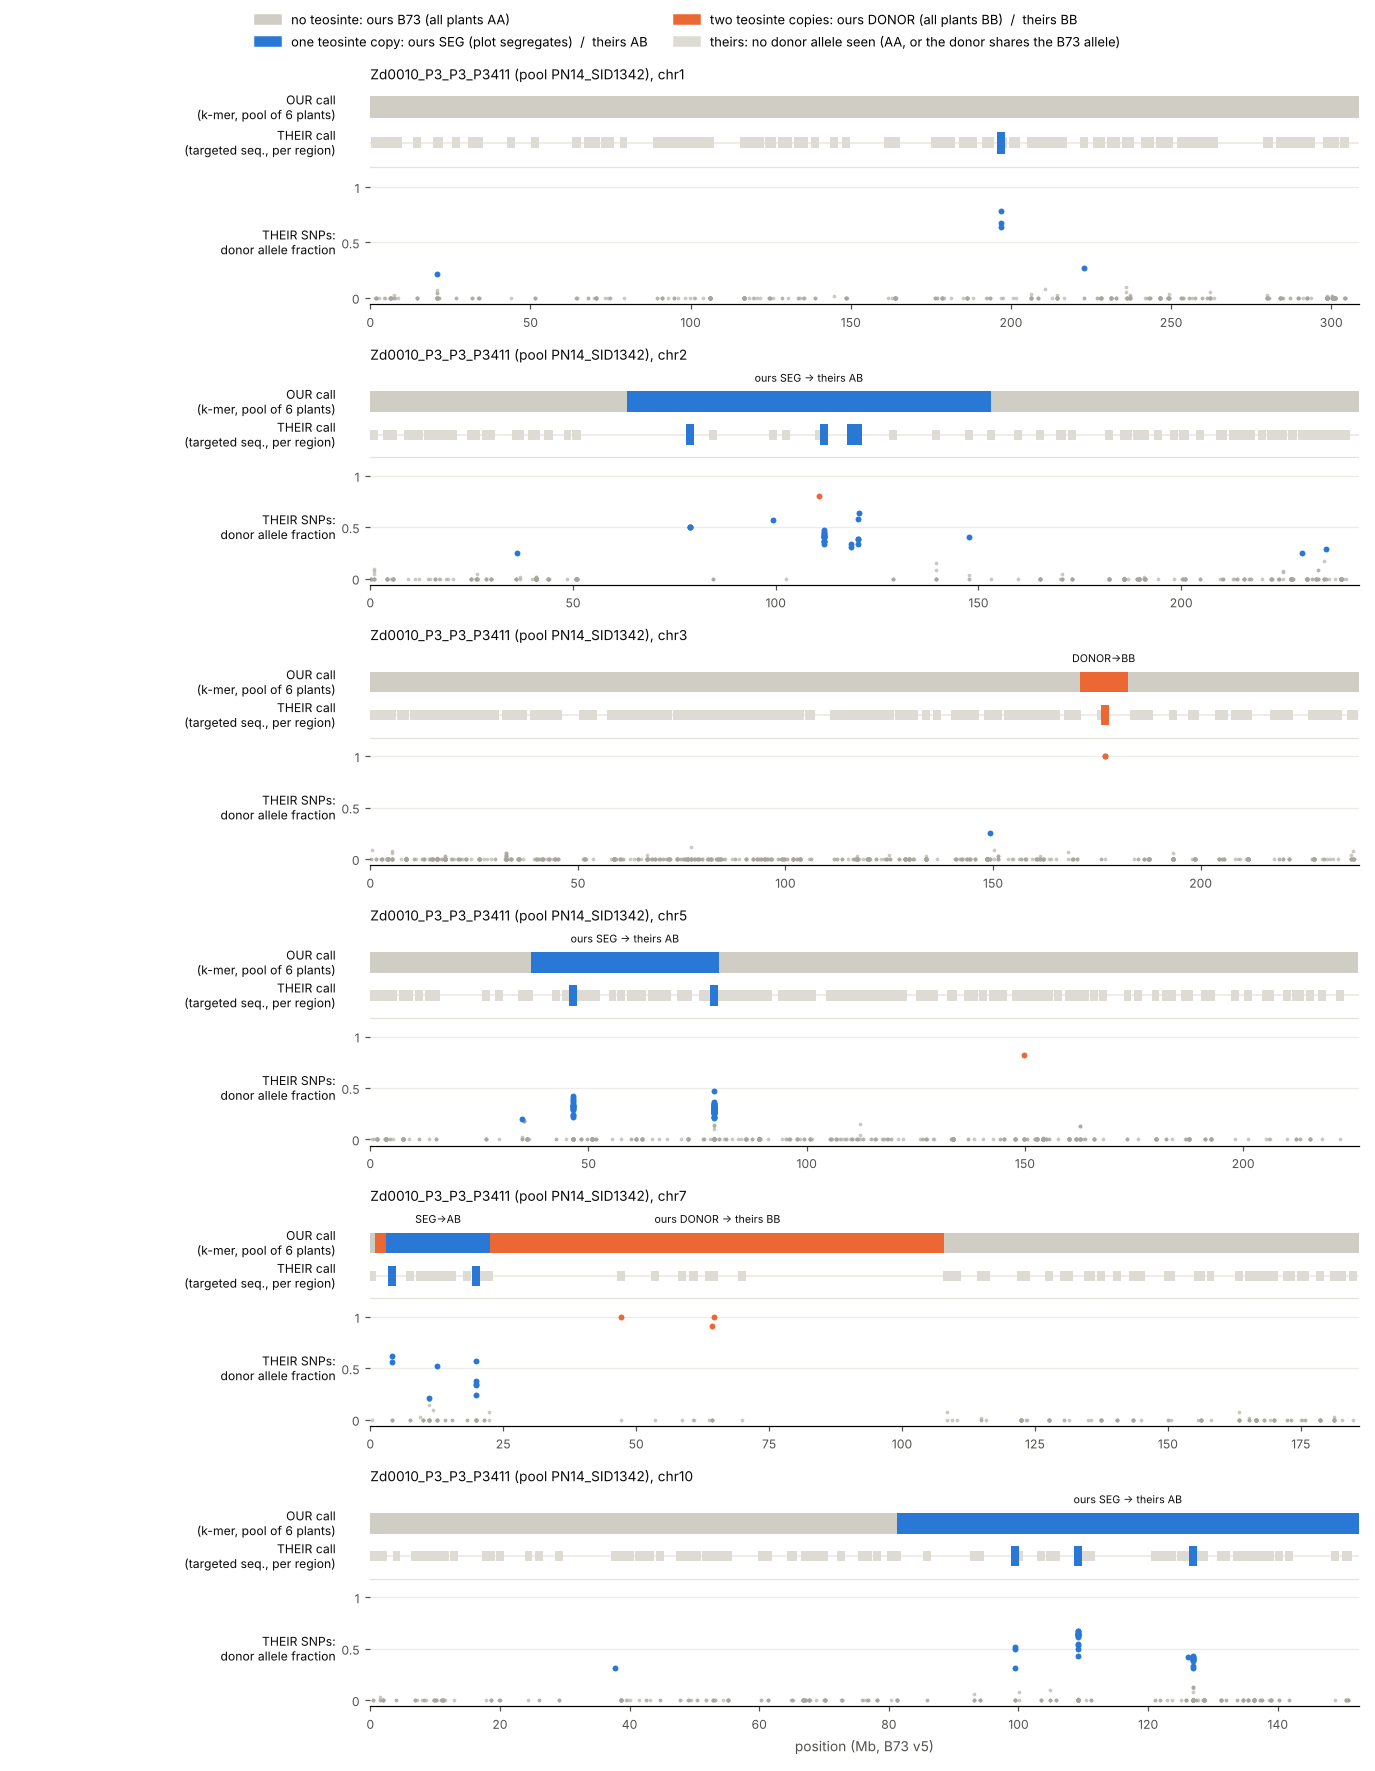 no teosinte: ours B73 (all plants AA)
two teosinte copies: ours DONOR (all plants BB)  /  theirs BB
one teosinte copy: ours SEG (plot segregates)  /  theirs AB
theirs: no donor allele seen (AA, or the donor shares the B73 allele)
Zd0010_P3_P3_P3411 (pool PN14_SID1342), chr1
OUR call
(k-mer, pool of 6 plants)
THEIR call
(targeted seq., per region)
1
THEIR SNPs:
donor allele fraction
0.5
0
0 50 100 150 200 250 300
Zd0010_P3_P3_P3411 (pool PN14_SID1342), chr2
ours SEG → theirs AB
OUR call
(k-mer, pool of 6 plants)
THEIR call
(targeted seq., per region)
1
THEIR SNPs:
donor allele fraction
0.5
0
0 50 100 150 200
Zd0010_P3_P3_P3411 (pool PN14_SID1342), chr3
DONOR→BB
OUR call
(k-mer, pool of 6 plants)
THEIR call
(targeted seq., per region)
1
THEIR SNPs:
donor allele fraction
0.5
0
0 50 100 150 200
Zd0010_P3_P3_P3411 (pool PN14_SID1342), chr5
ours SEG → theirs AB
OUR call
(k-mer, pool of 6 plants)
THEIR call
(targeted seq., per region)
1
THEIR SNPs:
donor allele fraction
0.5
0
0 50 100 150 200
Zd0010_P3_P3_P3411 (pool PN14_SID1342), chr7
SEG→AB ours DONOR → theirs BB
OUR call
(k-mer, pool of 6 plants)
THEIR call
(targeted seq., per region)
1
THEIR SNPs:
donor allele fraction
0.5
0
0 25 50 75 100 125 150 175
Zd0010_P3_P3_P3411 (pool PN14_SID1342), chr10
ours SEG → theirs AB
OUR call
(k-mer, pool of 6 plants)
THEIR call
(targeted seq., per region)
1
THEIR SNPs:
donor allele fraction
0.5
0
0 20 40 60 80 100 120 140
position (Mb, B73 v5)